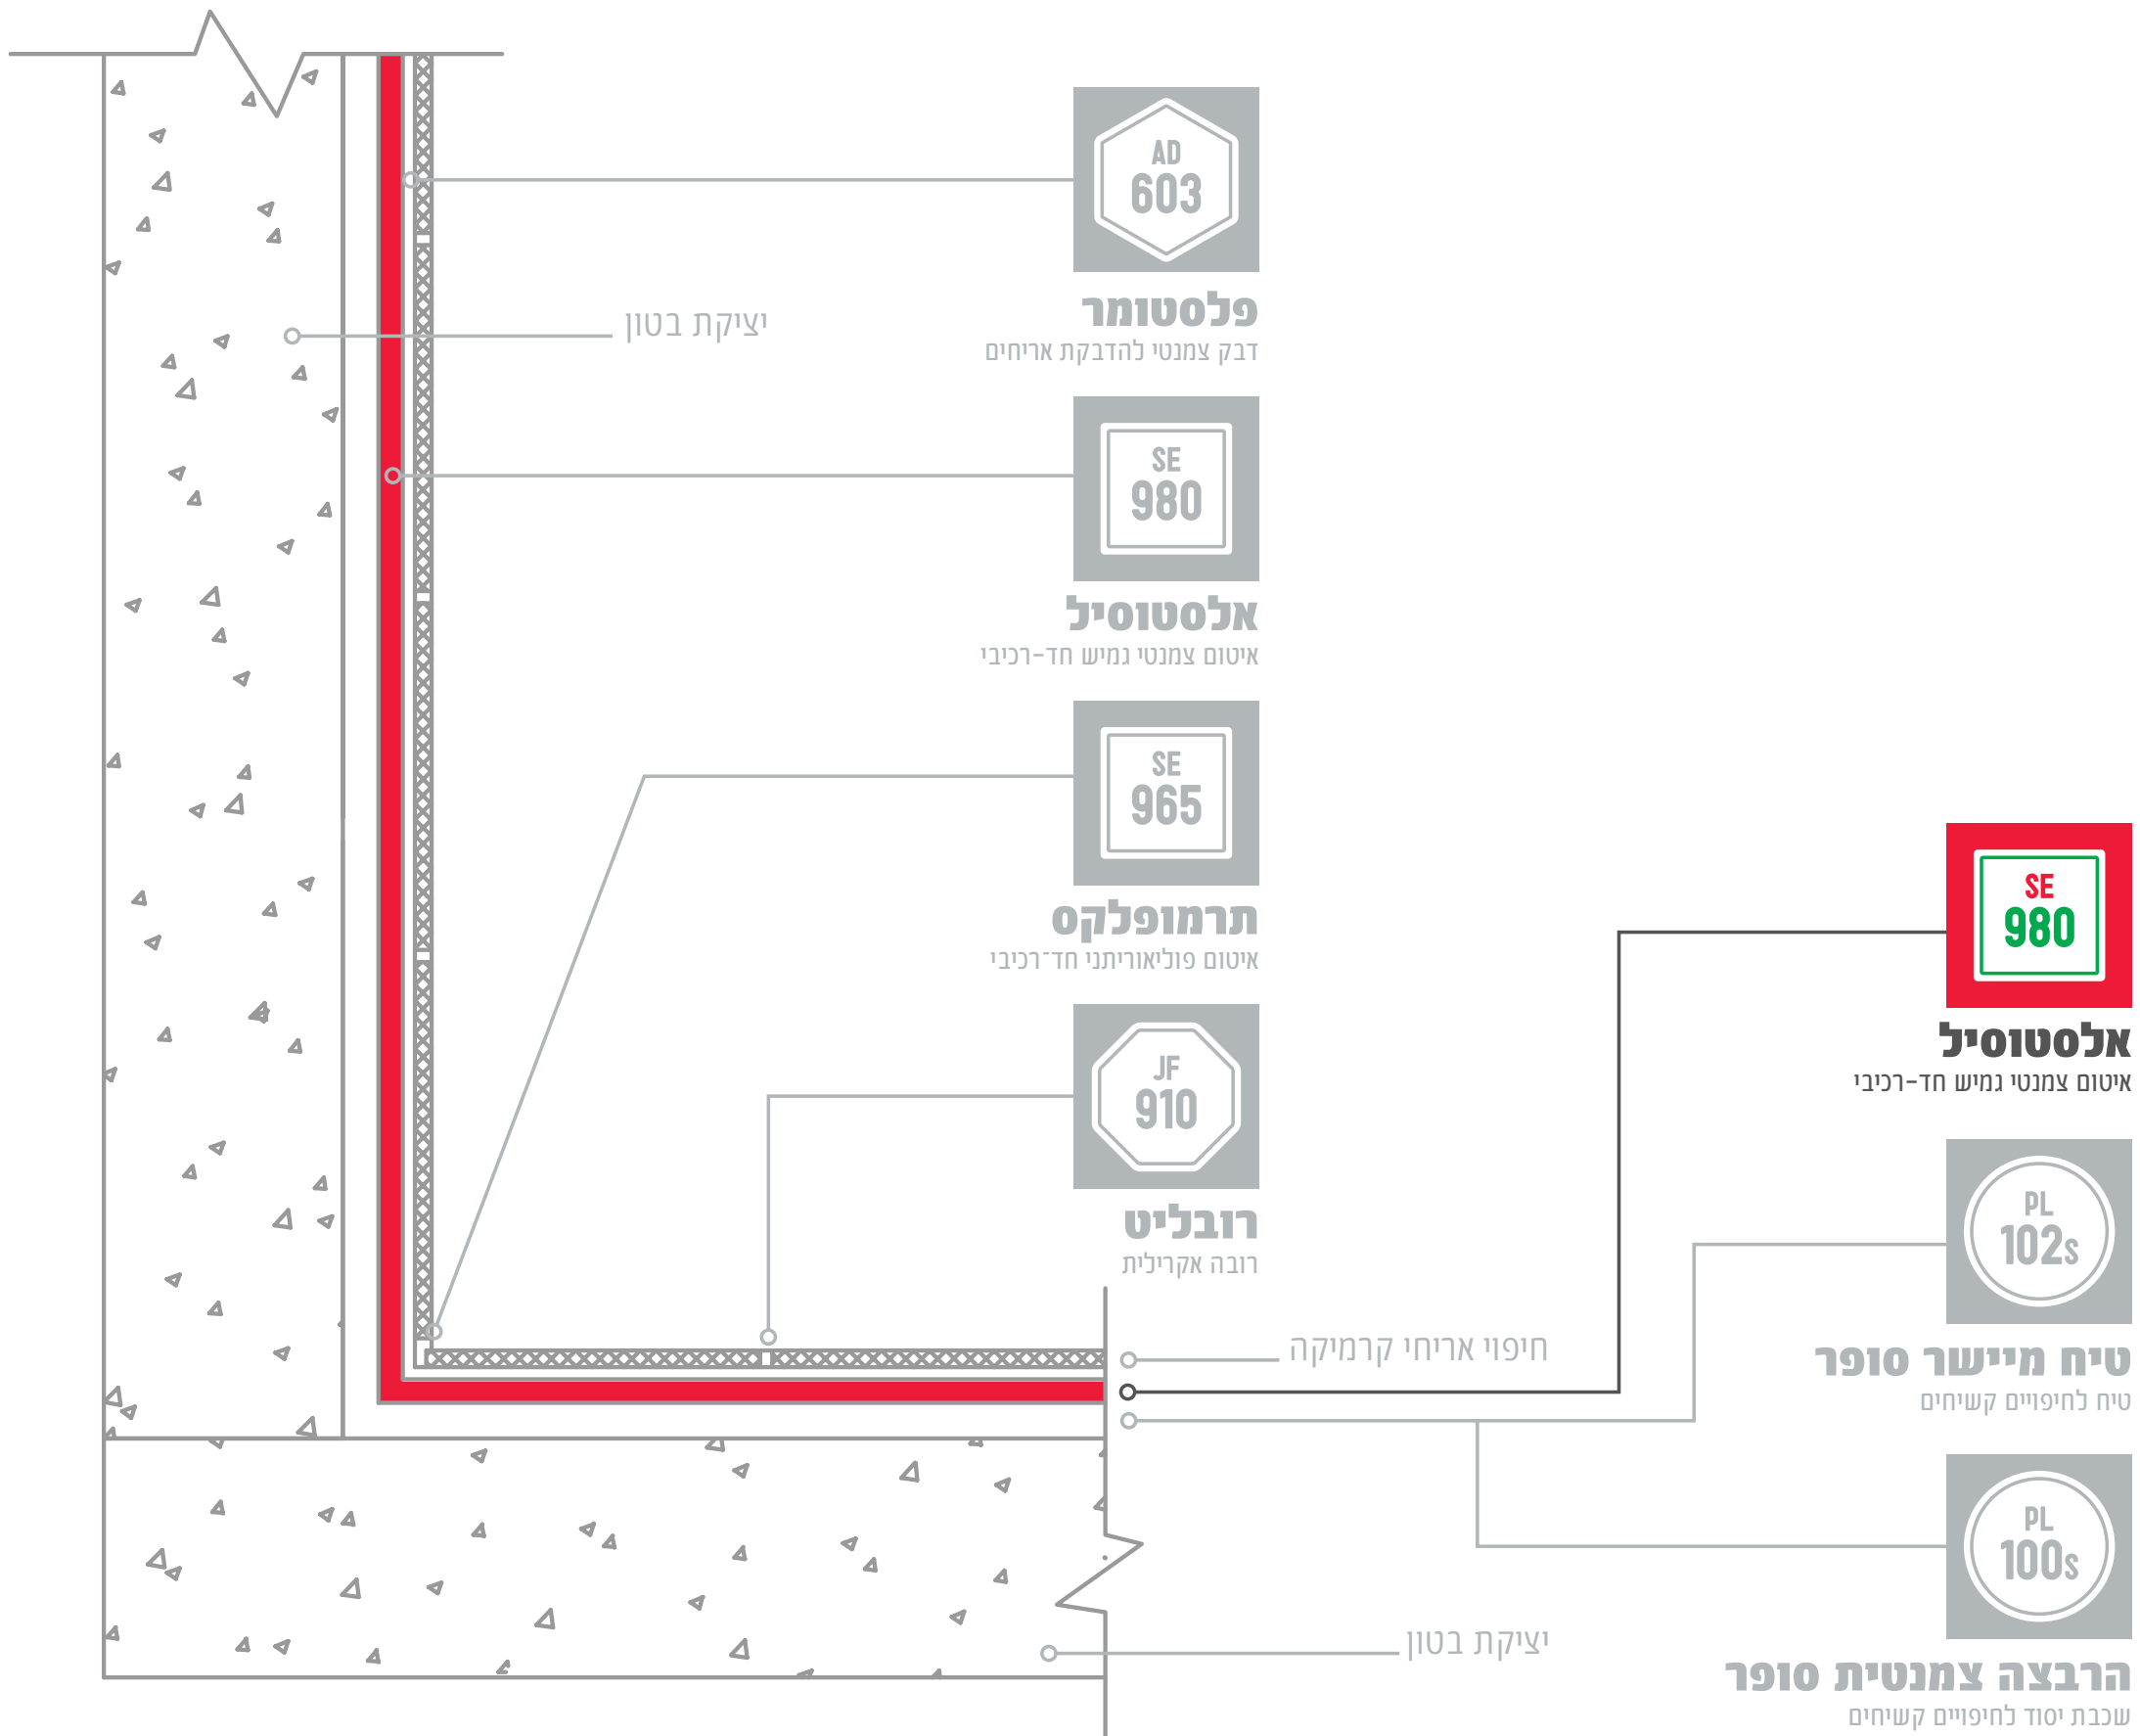 AD
603
פלסטומר
דבק צמנטי להדבקת אריחים
יציקת בטון
SE
980
אלסטוסיל
איטום צמנטי גמיש חד-רכיבי
SE
965
תרמופלקס
איטום פוליאוריתני חד־רכיבי
JF
910
רובליט
רובה אקרילית
SE
980
אלסטוסיל
איטום צמנטי גמיש חד-רכיבי
PL
102s
טיח מיישר סופר
טיח לחיפויים קשיחים
חיפוי אריחי קרמיקה
PL
100s
הרבצה צמנטית סופר
שכבת יסוד לחיפויים קשיחים
יציקת בטון